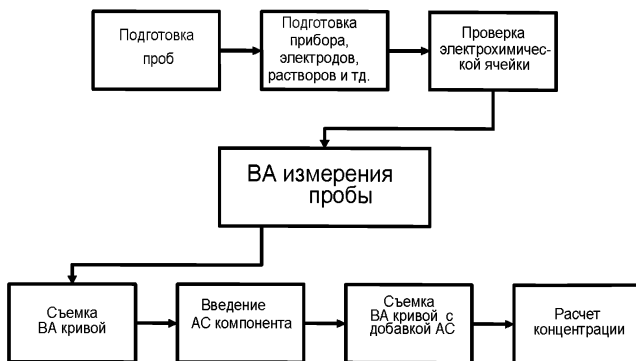 Подготовка
проб
Подготовка
прибора,
электродов,
растворов и тд.
Проверка
электрохимичес-
кой ячейки
ВА измерения
пробы
Съемка
ВА кривой
Введение
АС компонента
Съемка
ВА кривой с
добавкой АС
Расчет
концентрации